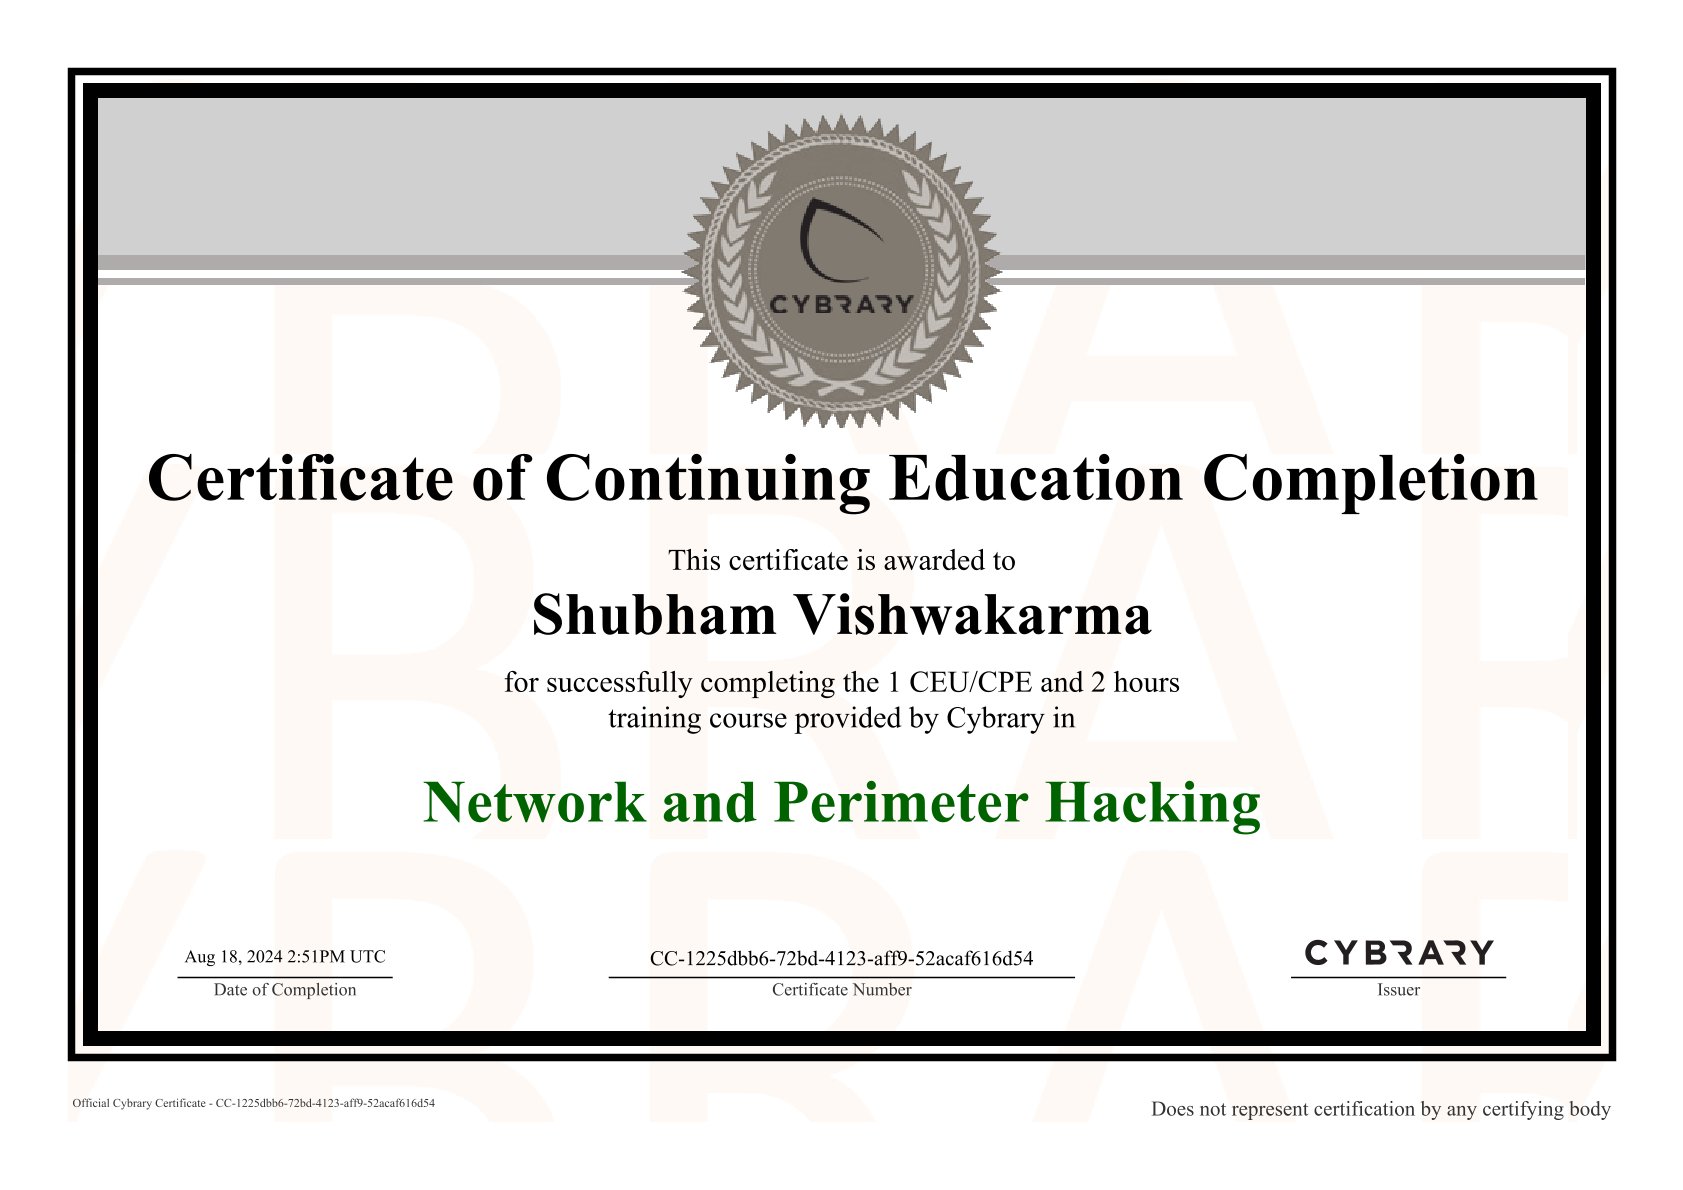 CYBRARY
Certificate of Continuing Education Completion
This certificate is awarded to
Shubham Vishwakarma
for successfully completing the 1 CEU/CPE and 2 hours
training course provided by Cybrary in
Network and Perimeter Hacking
Aug 18, 2024 2:51PM UTC
Date of Completion
CC-1225dbb6-72bd-4123-aff9-52acaf616d54
Certificate Number
CYBRARY
Issuer
Official Cybrary Certificate - CC-1225dbb6-72bd-4123-aff9-52acaf616d54
Does not represent certification by any certifying body